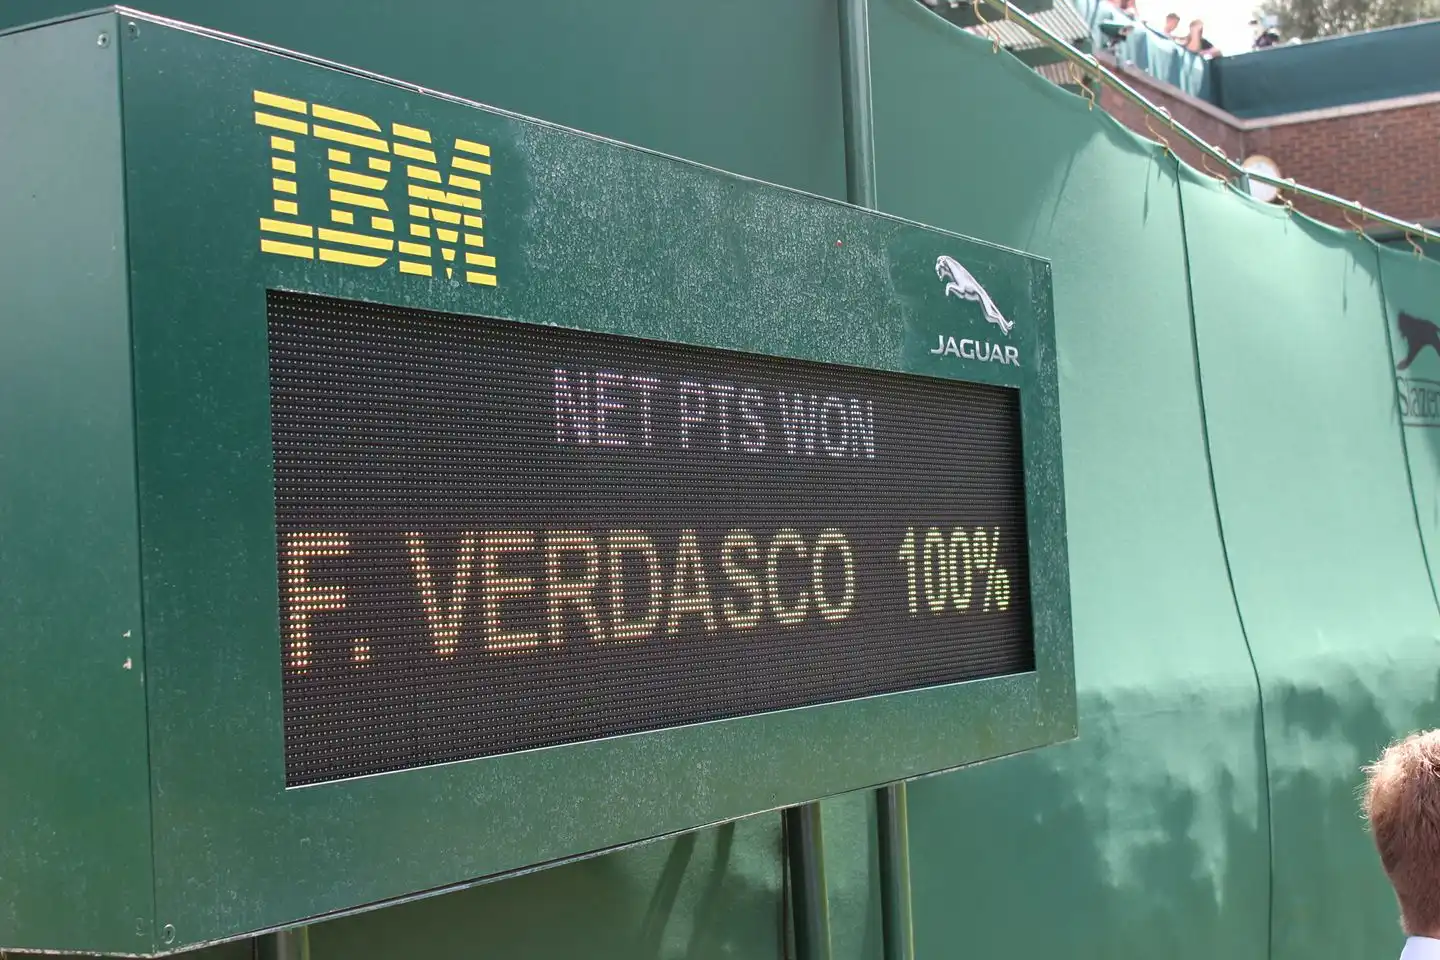 IBM
JAGUAR
NET PTS WON
F. VERDASCO 100%